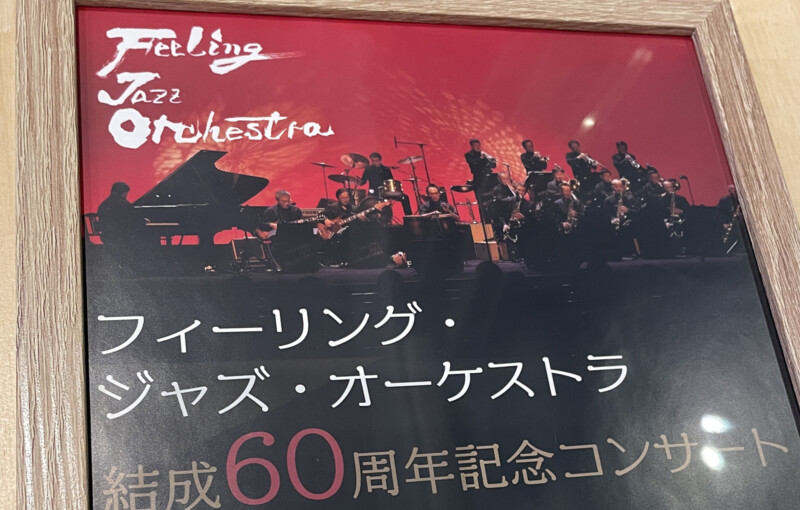 Feeling
Jazz
Orchestra
フィーリング・
ジャズ・オーケストラ
結成60周年記念コンサート